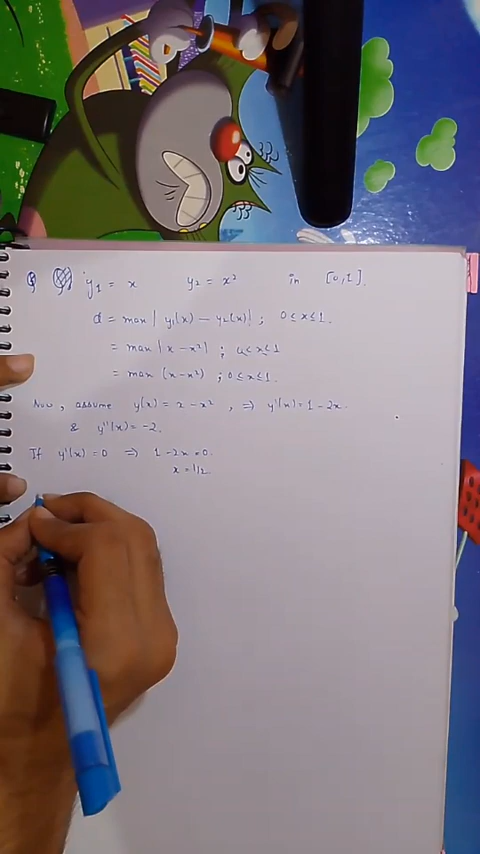 Q y₁ = x y₂ = x² in [0,1].
d = max | y₁(x) – y₂(x)| ; 0 ≤ x ≤ 1.
= max |x – x²| ; 0 ≤ x ≤ 1
= max (x – x²) ; 0 ≤ x ≤ 1.
Now, assume y(x) = x – x² , ⇒ y'(x) = 1 – 2x.
& y''(x) = –2.
If y'(x) = 0 ⇒ 1 – 2x = 0.
x = 1/2.